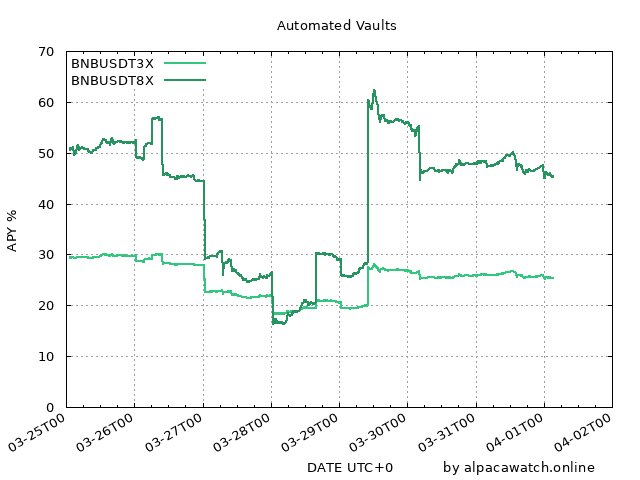 Automated Vaults
BNBUSDT3X
BNBUSDT8X
APY %
70
60
50
40
30
20
10
0
03-25T00
03-26T00
03-27T00
03-28T00
03-29T00
03-30T00
03-31T00
04-01T00
04-02T00
DATE UTC+0
by alpacawatch.online